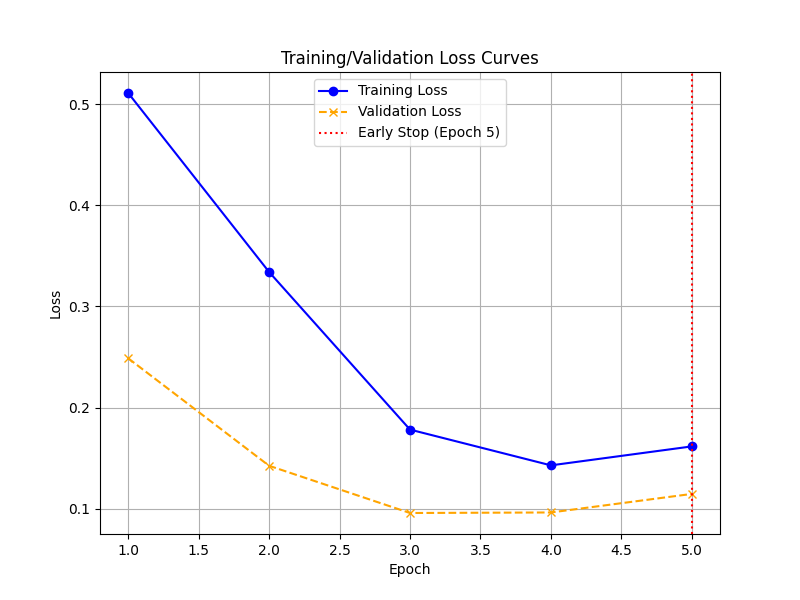 Training/Validation Loss Curves
Training Loss
Validation Loss
Early Stop (Epoch 5)
Loss
0.5
0.4
0.3
0.2
0.1
1.0 1.5 2.0 2.5 3.0 3.5 4.0 4.5 5.0
Epoch